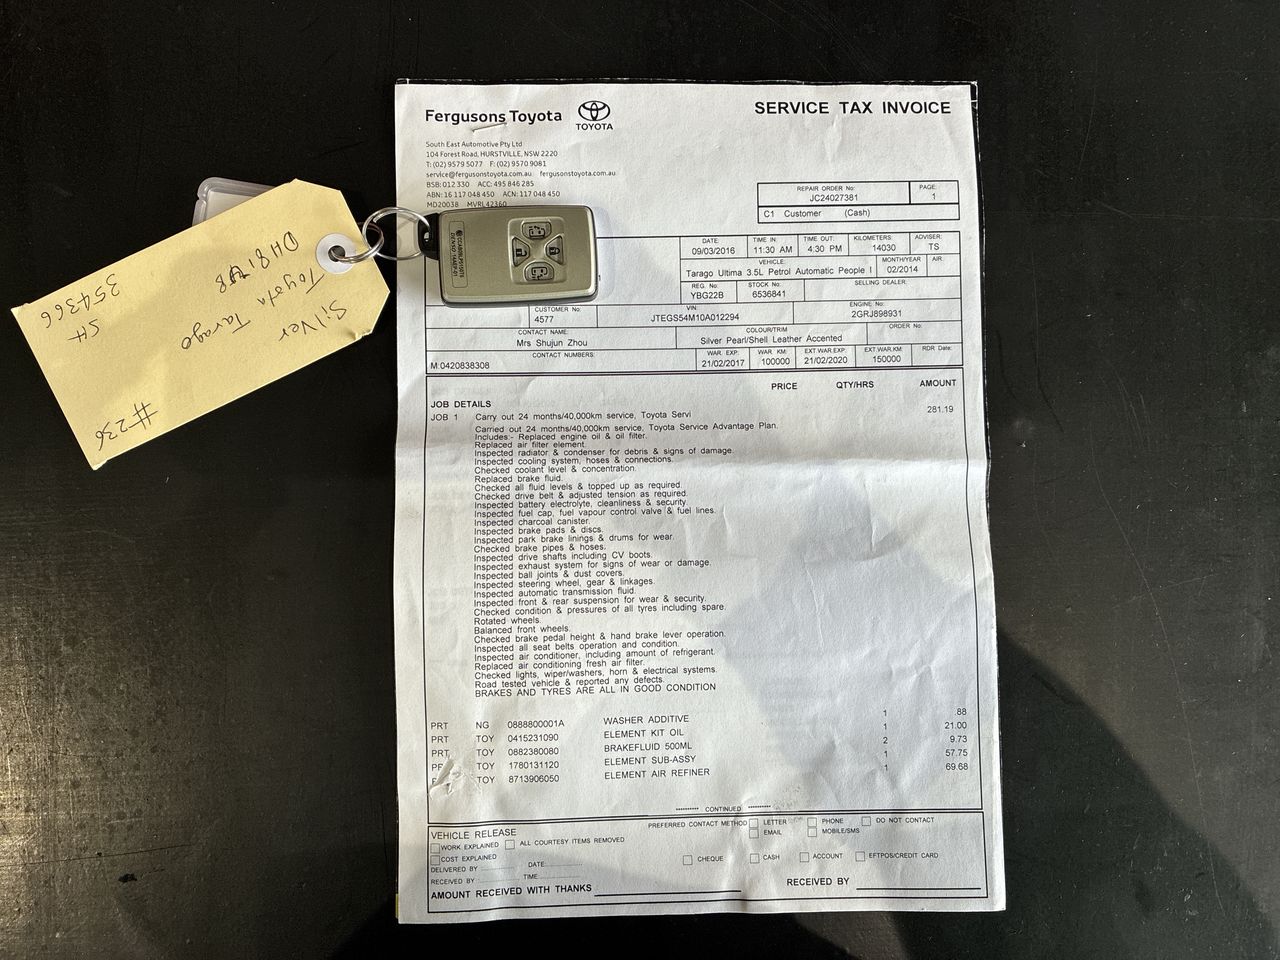 Fergusons Toyota
TOYOTA
SERVICE TAX INVOICE
South East Automotive Pty Ltd
104 Forest Road, HURSTVILLE, NSW 2220
T: (02) 9579 5077 F: (02) 9570 9081
service@fergusonstoyota.com.au fergusonstoyota.com.au
BSB: 012 330 ACC: 495 846 285
ABN: 16 117 048 450 ACN: 117 048 450
MD20038 MVRL42360
REPAIR ORDER No: PAGE:
JC24027381 1
C1 Customer (Cash)
DATE: TIME IN: TIME OUT: KILOMETERS ADVISER:
09/03/2016 11:30 AM 4:30 PM 14030 TS
VEHICLE: MONTH/YEAR AIR:
Tarago Ultima 3.5L Petrol Automatic People I 02/2014
REG. No: STOCK No: SELLING DEALER:
YBG22B 6536841
CUSTOMER No: VIN: ENGINE No:
4577 JTEGS54M10A012294 2GRJ898931
CONTACT NAME: COLOUR/TRIM ORDER No:
Mrs Shujun Zhou Silver Pearl/Shell Leather Accented
CONTACT NUMBERS: WAR. EXP: WAR. KM: EXT.WAR.EXP: EXT.WAR.KM: RDR Date:
M:0420838308 21/02/2017 100000 21/02/2020 150000
PRICE QTY/HRS AMOUNT
JOB DETAILS
JOB 1 Carry out 24 months/40,000km service, Toyota Servi 281.19
Carried out 24 months/40,000km service, Toyota Service Advantage Plan.
Includes:- Replaced engine oil & oil filter.
Replaced air filter element.
Inspected radiator & condenser for debris & signs of damage.
Inspected cooling system, hoses & connections.
Checked coolant level & concentration.
Replaced brake fluid.
Checked all fluid levels & topped up as required.
Checked drive belt & adjusted tension as required.
Inspected battery electrolyte, cleanliness & security.
Inspected fuel cap, fuel vapour control valve & fuel lines.
Inspected charcoal canister.
Inspected brake pads & discs.
Inspected park brake linings & drums for wear.
Checked brake pipes & hoses.
Inspected drive shafts including CV boots.
Inspected exhaust system for signs of wear or damage.
Inspected ball joints & dust covers.
Inspected steering wheel, gear & linkages.
Inspected automatic transmission fluid.
Inspected front & rear suspension for wear & security.
Checked condition & pressures of all tyres including spare.
Rotated wheels.
Balanced front wheels.
Checked brake pedal height & hand brake lever operation.
Inspected all seat belts operation and condition.
Inspected air conditioner, including amount of refrigerant.
Replaced air conditioning fresh air filter.
Checked lights, wiper/washers, horn & electrical systems.
Road tested vehicle & reported any defects.
BRAKES AND TYRES ARE ALL IN GOOD CONDITION
PRT NG 0888800001A WASHER ADDITIVE 1 .88
PRT TOY 0415231090 ELEMENT KIT OIL 1 21.00
PRT TOY 0882380080 BRAKEFLUID 500ML 2 9.73
TOY 1780131120 ELEMENT SUB-ASSY 1 57.75
TOY 8713906050 ELEMENT AIR REFINER 1 69.68
********** CONTINUED **********
VEHICLE RELEASE
PREFERRED CONTACT METHOD LETTER PHONE DO NOT CONTACT
EMAIL MOBILE/SMS
WORK EXPLAINED ALL COURTESY ITEMS REMOVED
COST EXPLAINED CHEQUE CASH ACCOUNT EFTPOS/CREDIT CARD
DELIVERED BY DATE:
RECEIVED BY TIME
AMOUNT RECEIVED WITH THANKS RECEIVED BY
Silver
Toyota Tarago
SH
354366
#236